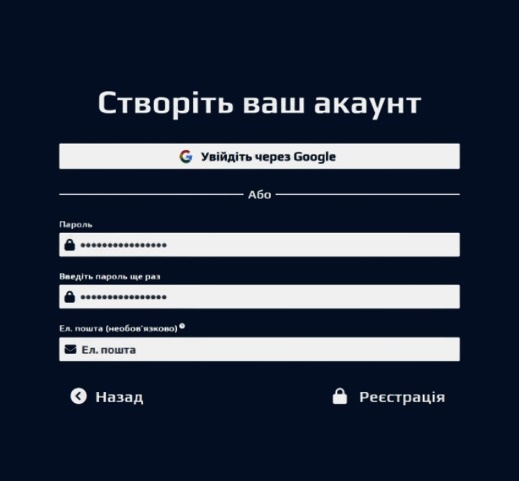 Створіть ваш акаунт
Увійдіть через Google
Або
Пароль
••••••••••••••••
Введіть пароль ще раз
••••••••••••••••
Ел. пошта (необов'язково)
Ел. пошта
Назад
Реєстрація